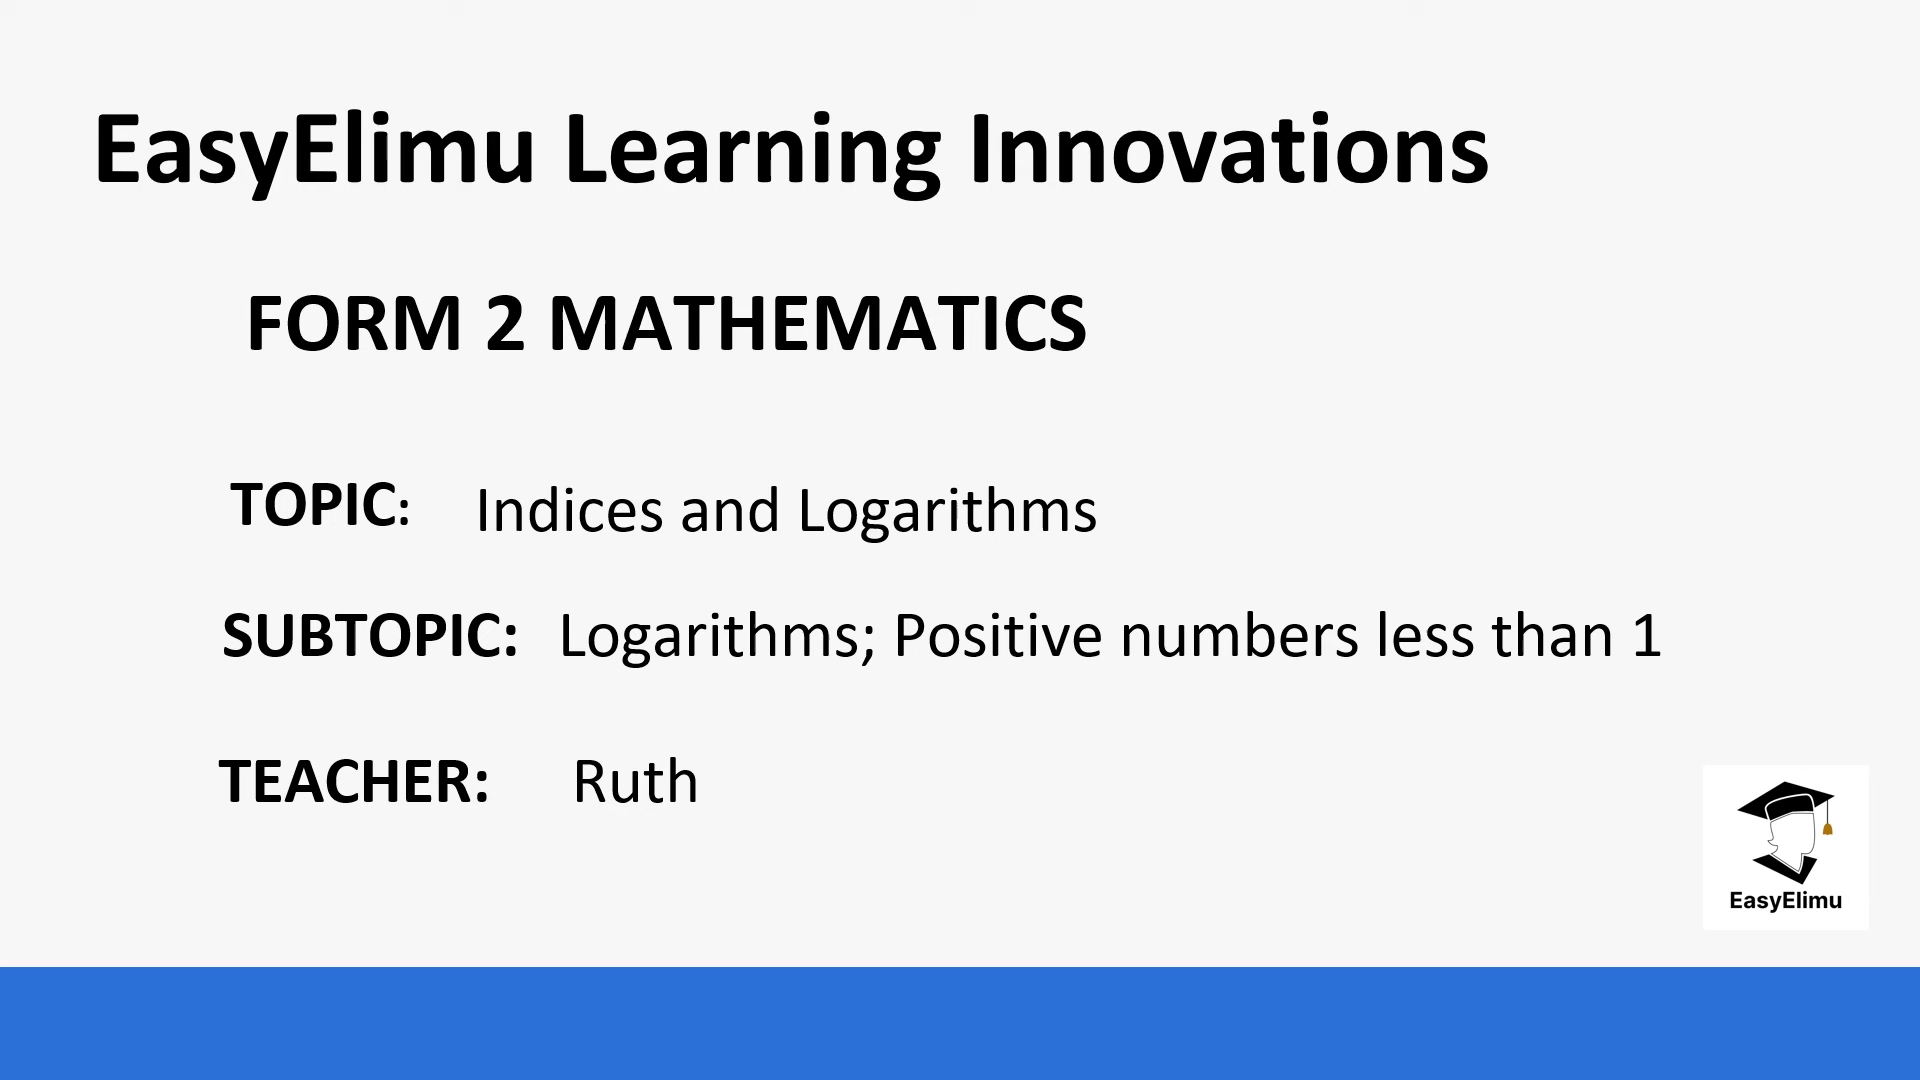 EasyElimu Learning Innovations
FORM 2 MATHEMATICS
TOPIC: Indices and Logarithms
SUBTOPIC: Logarithms; Positive numbers less than 1
TEACHER: Ruth
EasyElimu